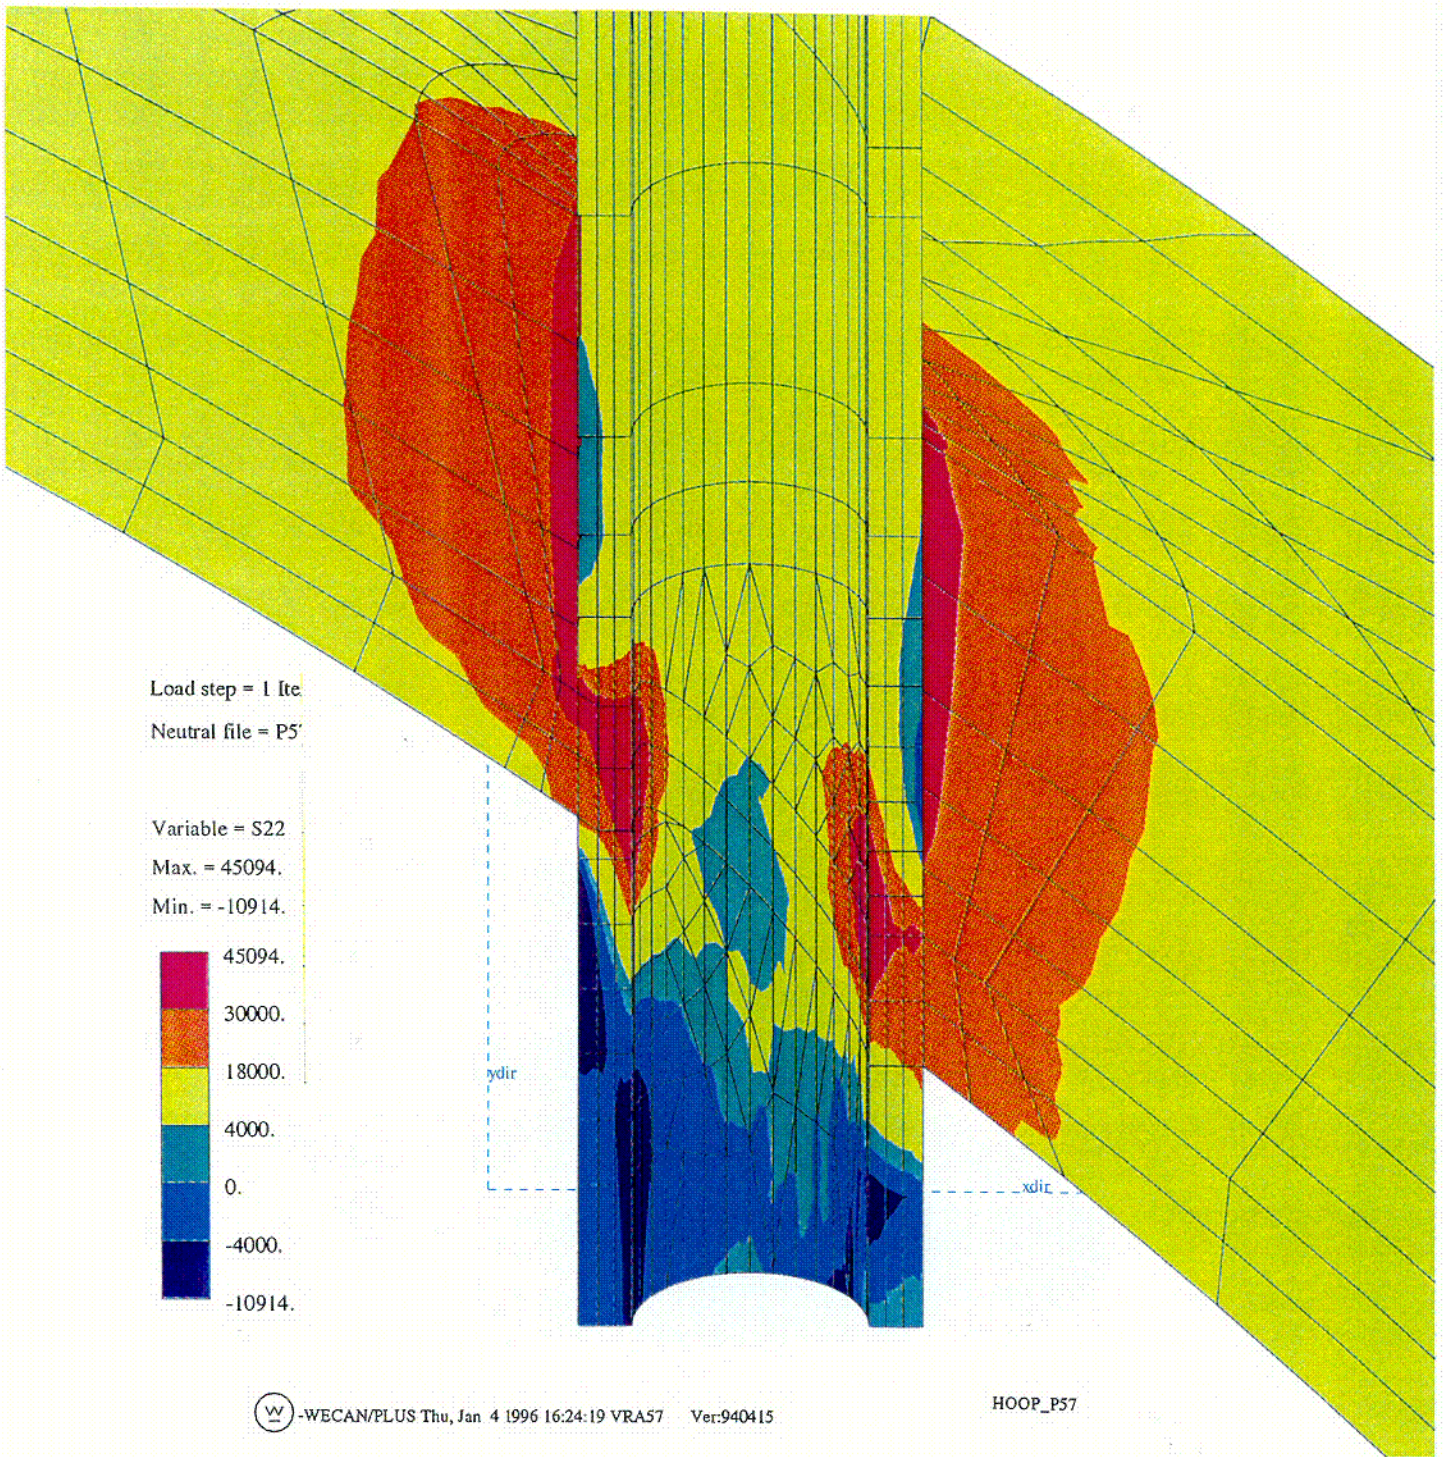 Load step = 1 Ite
Neutral file = P5'
Variable = S22
Max. = 45094.
Min. = -10914.
45094.
30000.
18000.
4000.
0.
-4000.
-10914.
ydir
xdir
W -WECAN/PLUS Thu, Jan 4 1996 16:24:19 VRA57 Ver:940415
HOOP_P57